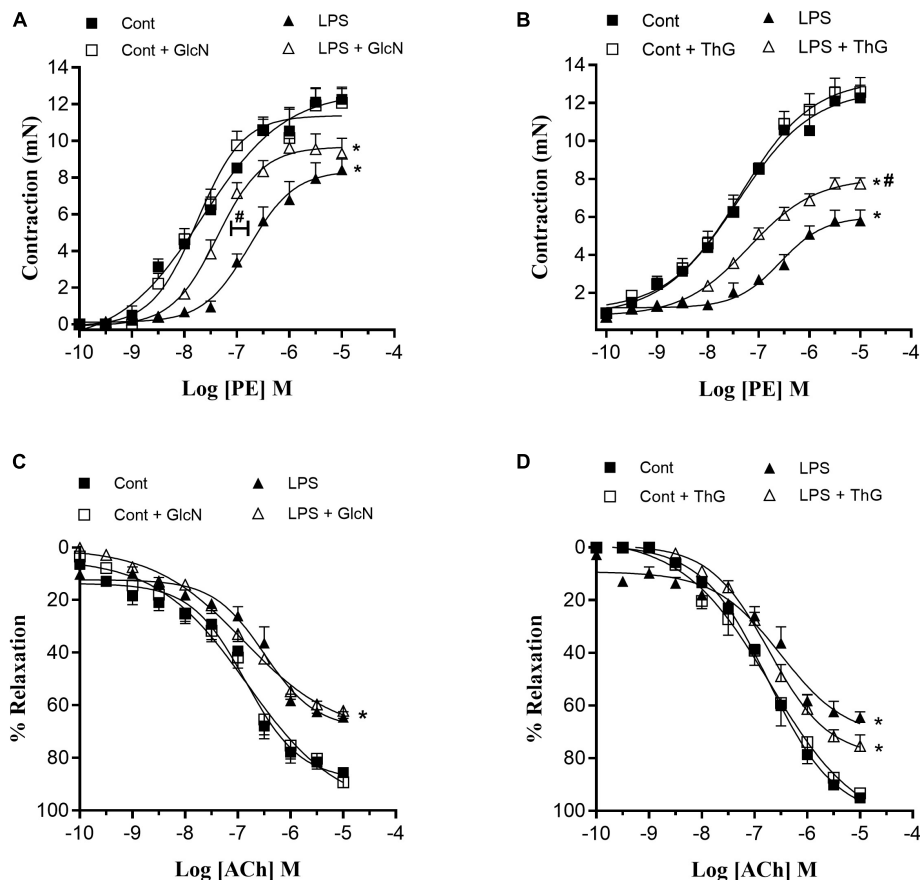 A
Cont
LPS
Cont + GlcN
LPS + GlcN
14
12
10
8
6
4
2
0
Contraction (mN)
*
*
#
-10
-9
-8
-7
-6
-5
-4
Log [PE] M
B
Cont
LPS
Cont + ThG
LPS + ThG
14
12
10
8
6
4
2
Contraction (mN)
*#
*
-10
-9
-8
-7
-6
-5
-4
Log [PE] M
C
Cont
LPS
Cont + GlcN
LPS + GlcN
0
20
40
60
80
100
% Relaxation
*
-10
-9
-8
-7
-6
-5
-4
Log [ACh] M
D
Cont
LPS
Cont + ThG
LPS + ThG
0
20
40
60
80
100
% Relaxation
*
*
-10
-9
-8
-7
-6
-5
-4
Log [ACh] M